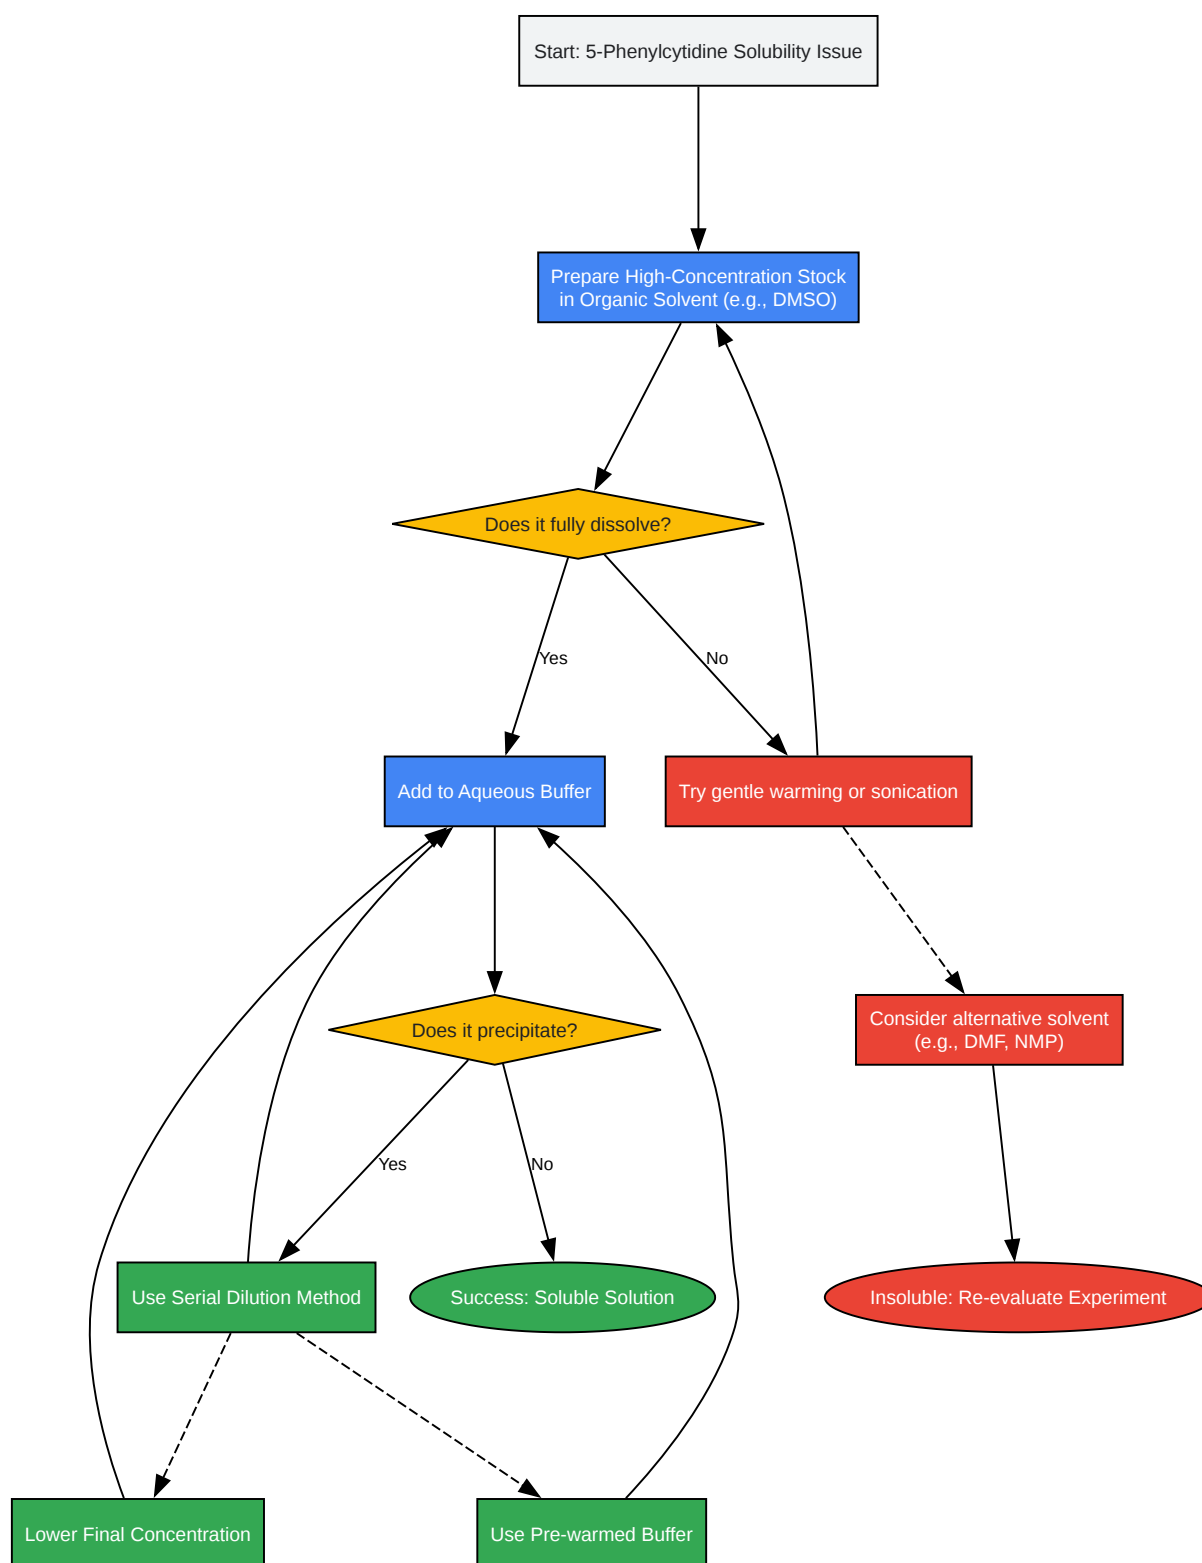 Start: 5-Phenylcytidine Solubility Issue
Prepare High-Concentration Stock
in Organic Solvent (e.g., DMSO)
Does it fully dissolve?
Yes
No
Add to Aqueous Buffer
Try gentle warming or sonication
Consider alternative solvent
(e.g., DMF, NMP)
Does it precipitate?
Yes
No
Use Serial Dilution Method
Success: Soluble Solution
Insoluble: Re-evaluate Experiment
Lower Final Concentration
Use Pre-warmed Buffer